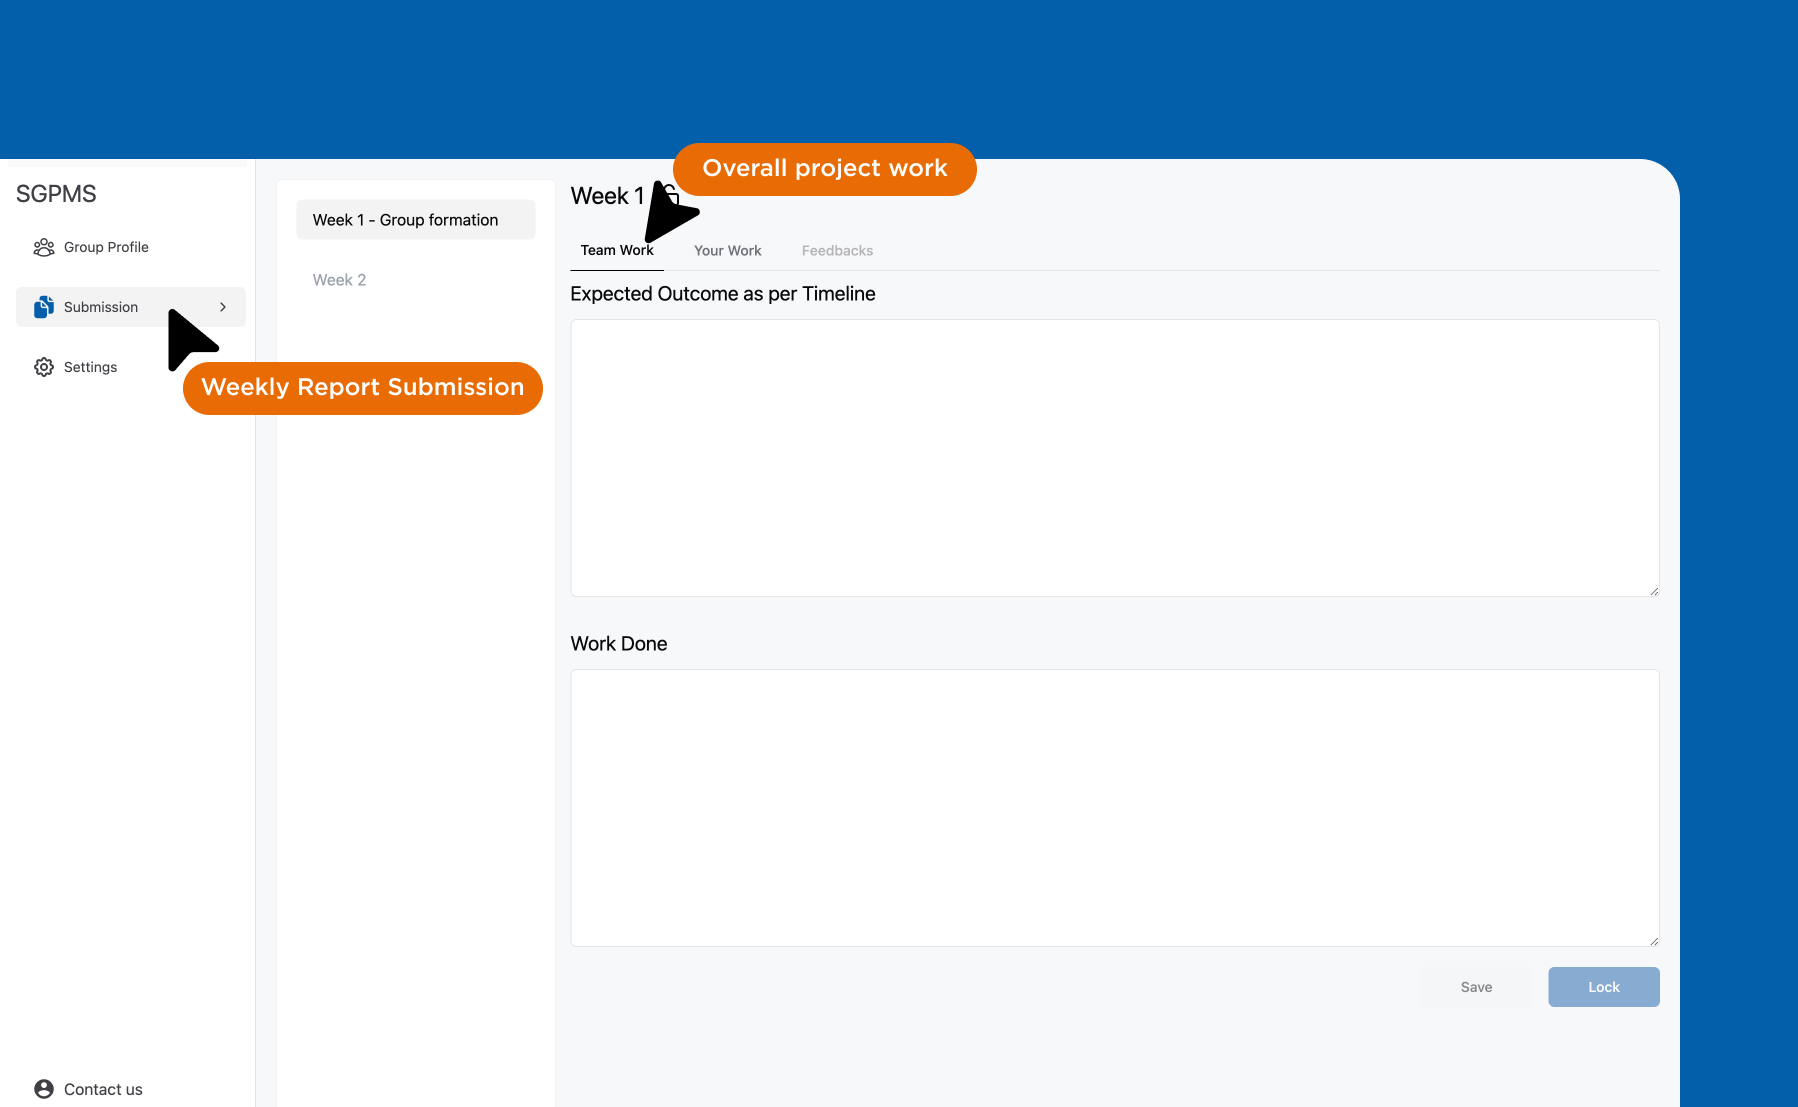 SGPMS
Group Profile
Submission
Settings
Weekly Report Submission
Contact us
Week 1 - Group formation
Week 2
Overall project work
Week 1
Team Work
Your Work
Feedbacks
Expected Outcome as per Timeline
Work Done
Save
Lock